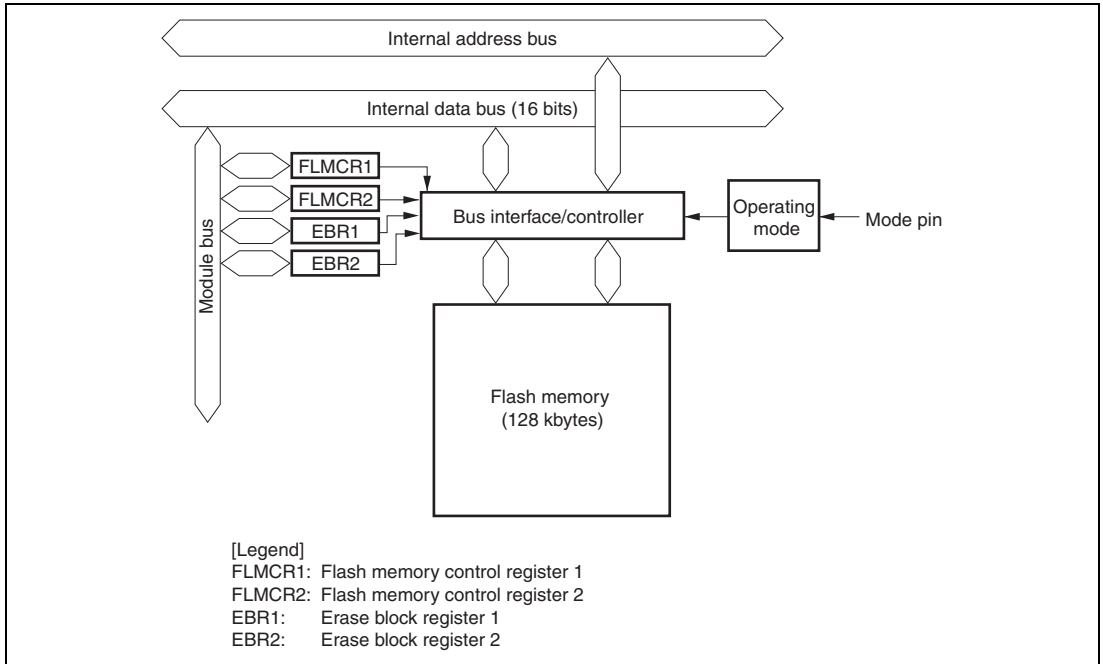 Internal address bus
Internal data bus (16 bits)
Module bus
FLMCR1
FLMCR2
EBR1
EBR2
Bus interface/controller
Operating
mode
Mode pin
Flash memory
(128 kbytes)
[Legend]
FLMCR1: Flash memory control register 1
FLMCR2: Flash memory control register 2
EBR1: Erase block register 1
EBR2: Erase block register 2